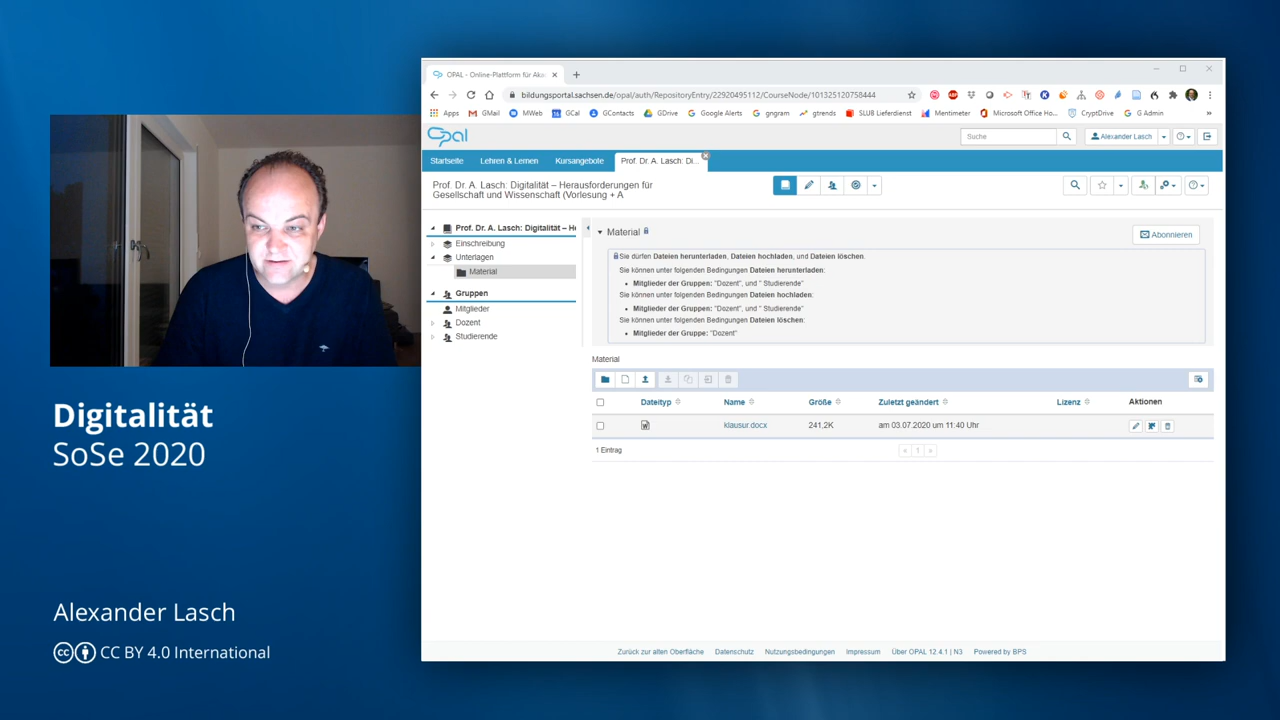 OPAL - Online-Plattform für Aka
bildungsportal.sachsen.de/opal/auth/RepositoryEntry/22920495112/CourseNode/101325120758444
Apps GMail MWeb GCal GContacts GDrive Google Alerts gngram gtrends SLUB Lieferdienst Mentimeter Microsoft Office Ho... CryptDrive G Admin »
Opal
Suche
Alexander Lasch
Startseite Lehren & Lernen Kursangebote Prof. Dr. A. Lasch: Di...
Prof. Dr. A. Lasch: Digitalität – Herausforderungen für
Gesellschaft und Wissenschaft (Vorlesung + A
Prof. Dr. A. Lasch: Digitalität – He
Einschreibung
Unterlagen
Material
Gruppen
Mitglieder
Dozent
Studierende
Material
Abonnieren
Sie dürfen Dateien herunterladen, Dateien hochladen, und Dateien löschen.
Sie können unter folgenden Bedingungen Dateien herunterladen:
• Mitglieder der Gruppen: "Dozent", und " Studierende"
Sie können unter folgenden Bedingungen Dateien hochladen:
• Mitglieder der Gruppen: "Dozent", und " Studierende"
Sie können unter folgenden Bedingungen Dateien löschen:
• Mitglieder der Gruppe: "Dozent"
Material
Dateityp Name Größe Zuletzt geändert Lizenz Aktionen
klausur.docx 241,2K am 03.07.2020 um 11:40 Uhr
1 Eintrag
« 1 »
Zurück zur alten Oberfläche Datenschutz Nutzungsbedingungen Impressum Über OPAL 12.4.1 | N3 Powered by BPS
Digitalität
SoSe 2020
Alexander Lasch
CC BY 4.0 International